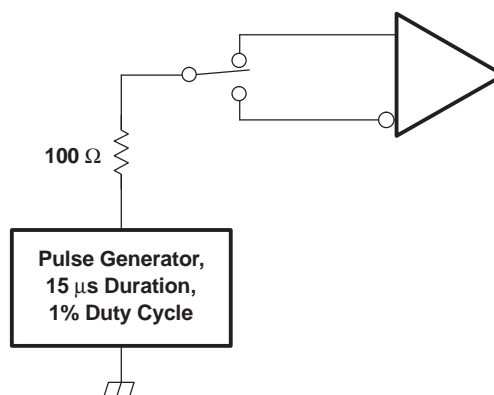 100 Ω
Pulse Generator,
15 μs Duration,
1% Duty Cycle